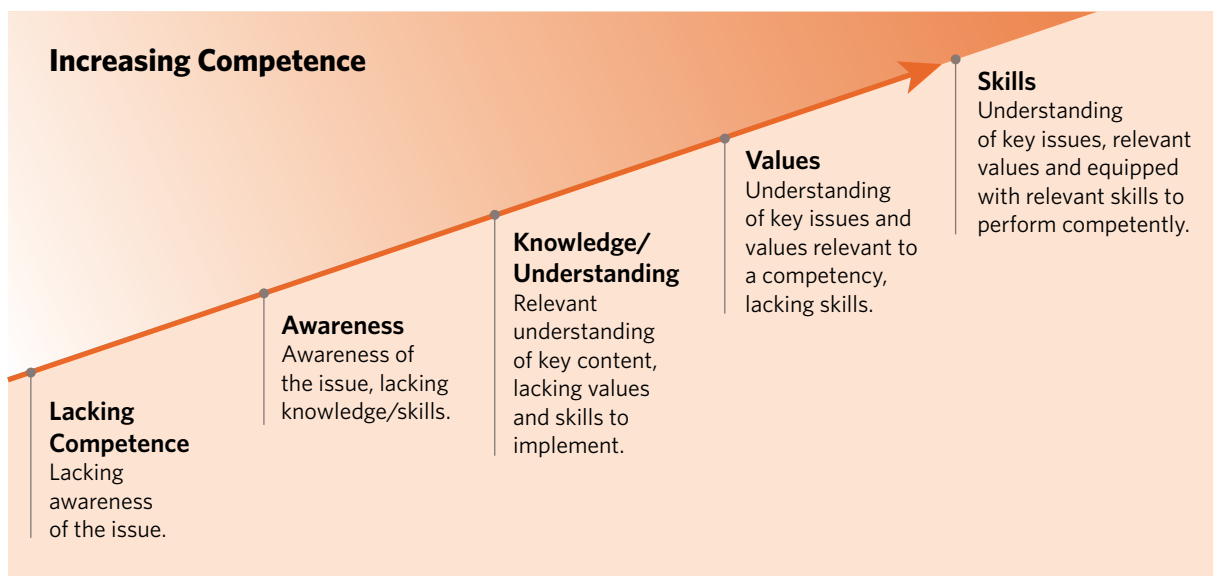 Increasing Competence
Lacking
Competence
Lacking
awareness
of the issue.
Awareness
Awareness of
the issue, lacking
knowledge/skills.
Knowledge/
Understanding
Relevant
understanding
of key content,
lacking values
and skills to
implement.
Values
Understanding
of key issues and
values relevant to
a competency,
lacking skills.
Skills
Understanding
of key issues, relevant
values and equipped
with relevant skills to
perform competently.